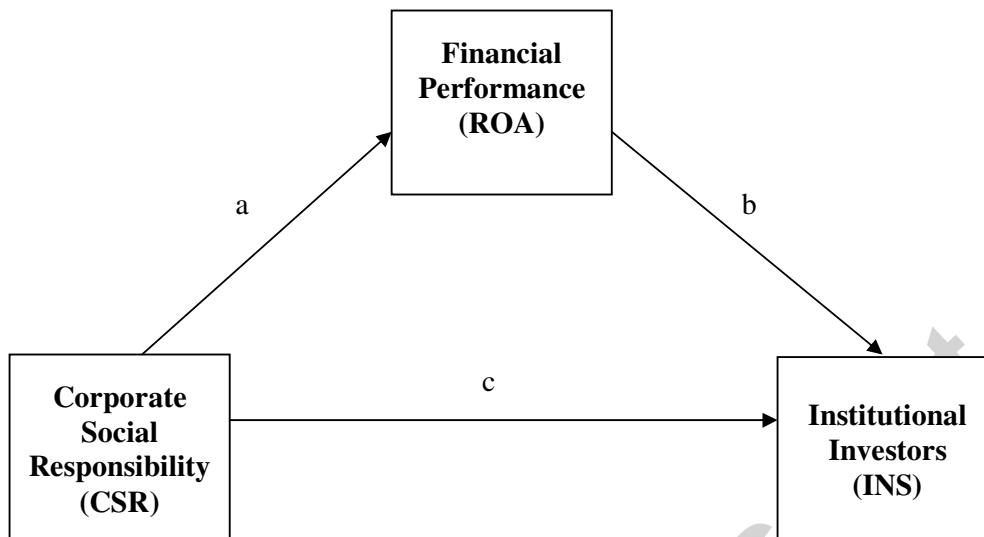 Financial
Performance
(ROA)
a
b
c
Corporate
Social
Responsibility
(CSR)
Institutional
Investors
(INS)